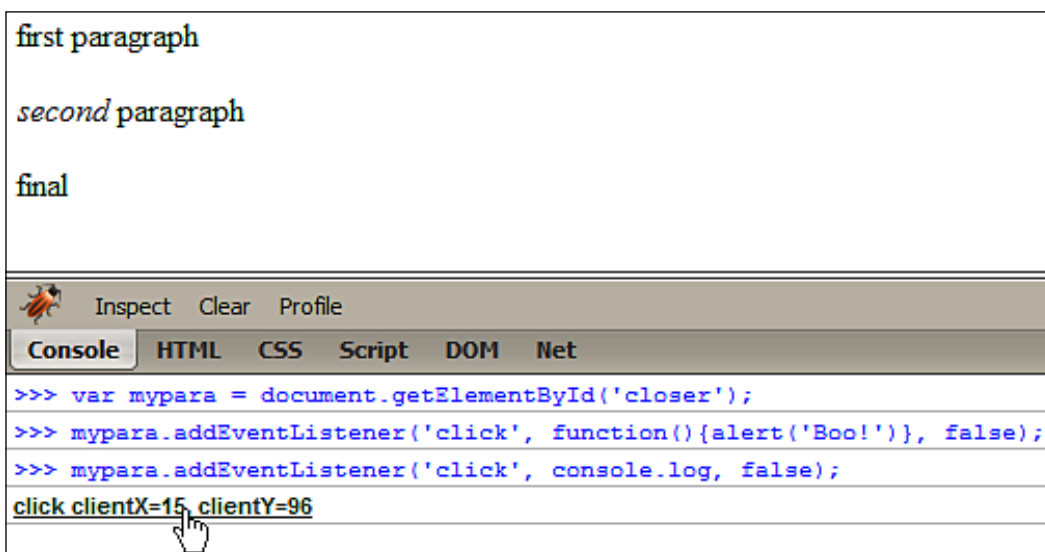 first paragraph
second paragraph
final
Inspect Clear Profile
Console HTML CSS Script DOM Net
>>> var mypara = document.getElementById('closer');
>>> mypara.addEventListener('click', function(){alert('Boo!')}, false);
>>> mypara.addEventListener('click', console.log, false);
click clientX=15, clientY=96